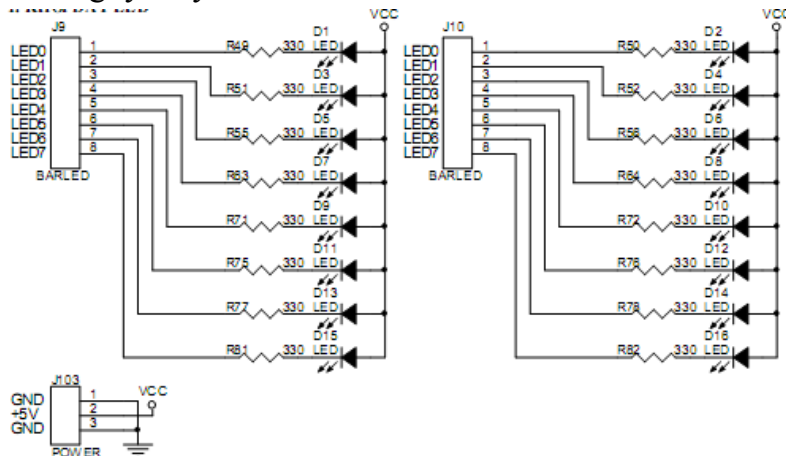 J9
D1
VCC
LED0 1 R49 330 LED
LED1 2
D3
LED2 3 R51 330 LED
LED3 4
LED4 5
D5
LED5 6 R55 330 LED
LED6 7
LED7 8
D7
BARLED
R63 330 LED
D9
R71 330 LED
D11
R75 330 LED
D13
R77 330 LED
D15
R81 330 LED
J10
D2
VCC
LED0 1 R50 330 LED
LED1 2
D4
LED2 3 R52 330 LED
LED3 4
LED4 5
D6
LED5 6 R56 330 LED
LED6 7
LED7 8
D8
BARLED
R64 330 LED
D10
R72 330 LED
D12
R76 330 LED
D14
R78 330 LED
D16
R82 330 LED
J103
VCC
GND 1
+5V 2
GND 3
POWER